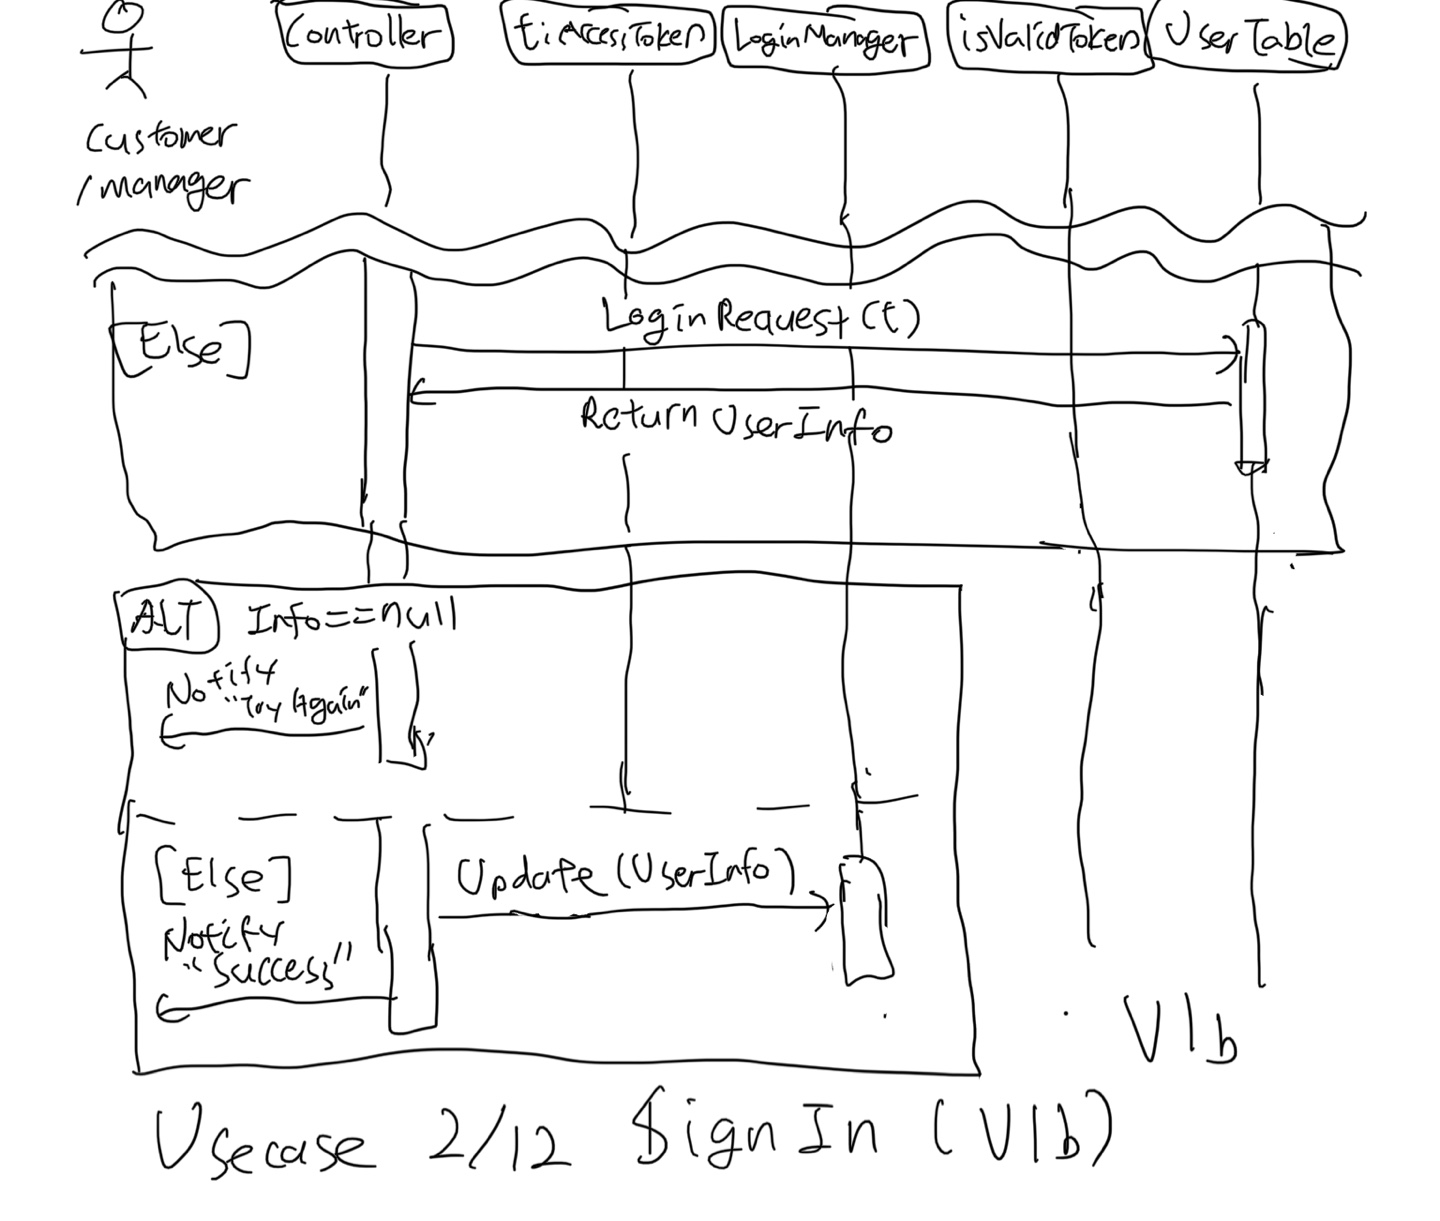 Controller
t:AccessToken
LoginManager
isValidToken
UserTable
Customer
/manager
[Else]
LoginRequest(t)
Return UserInfo
ALT
Info==null
Notify
"Try Again"
[Else]
Update(UserInfo)
Notify
"Success"
V1b
Usecase 2/12 SignIn (V1b)